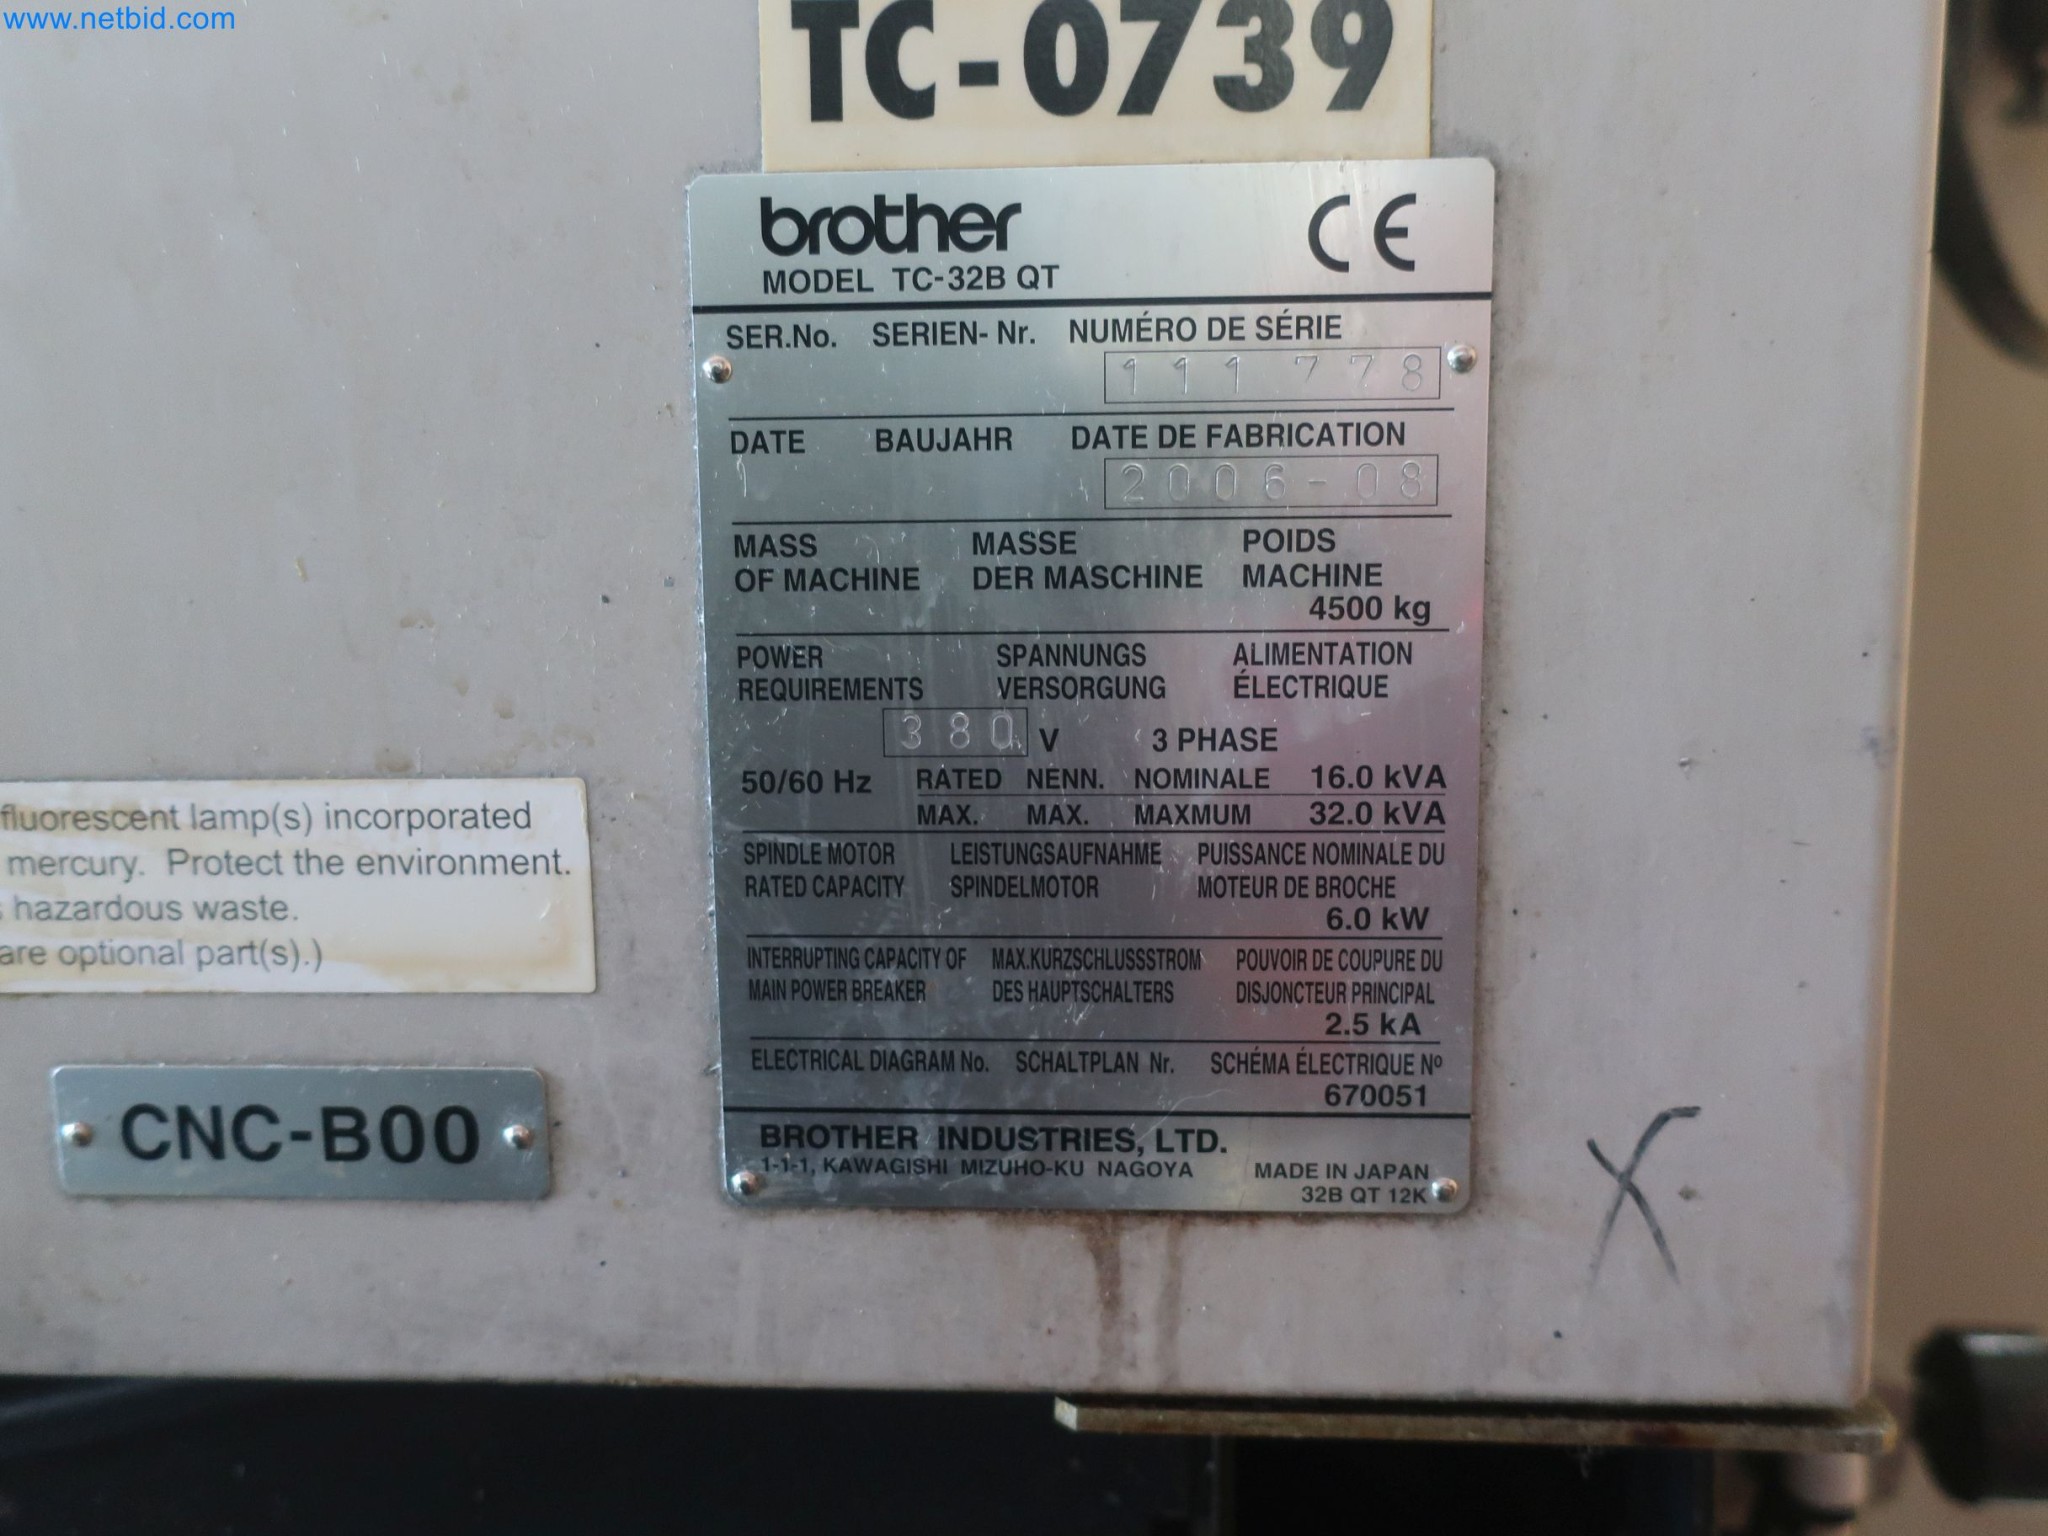 www.netbid.com
TC-0739
brother
CE
MODEL TC-32B QT
SER.No. SERIEN- Nr. NUMÉRO DE SÉRIE
111778
DATE BAUJAHR DATE DE FABRICATION
2006-08
MASS MASSE POIDS
OF MACHINE DER MASCHINE MACHINE
4500 kg
POWER SPANNUNGS ALIMENTATION
REQUIREMENTS VERSORGUNG ÉLECTRIQUE
380 V 3 PHASE
50/60 Hz RATED NENN. NOMINALE 16.0 kVA
MAX. MAX. MAXMUM 32.0 kVA
SPINDLE MOTOR LEISTUNGSAUFNAHME PUISSANCE NOMINALE DU
RATED CAPACITY SPINDELMOTOR MOTEUR DE BROCHE
6.0 kW
INTERRUPTING CAPACITY OF MAX.KURZSCHLUSSSTROM POUVOIR DE COUPURE DU
MAIN POWER BREAKER DES HAUPTSCHALTERS DISJONCTEUR PRINCIPAL
2.5 kA
ELECTRICAL DIAGRAM No. SCHALTPLAN Nr. SCHÉMA ÉLECTRIQUE Nº
670051
BROTHER INDUSTRIES, LTD.
1-1-1, KAWAGISHI MIZUHO-KU NAGOYA MADE IN JAPAN
32B QT 12K
fluorescent lamp(s) incorporated
mercury. Protect the environment.
hazardous waste.
are optional part(s).)
CNC-B00
X